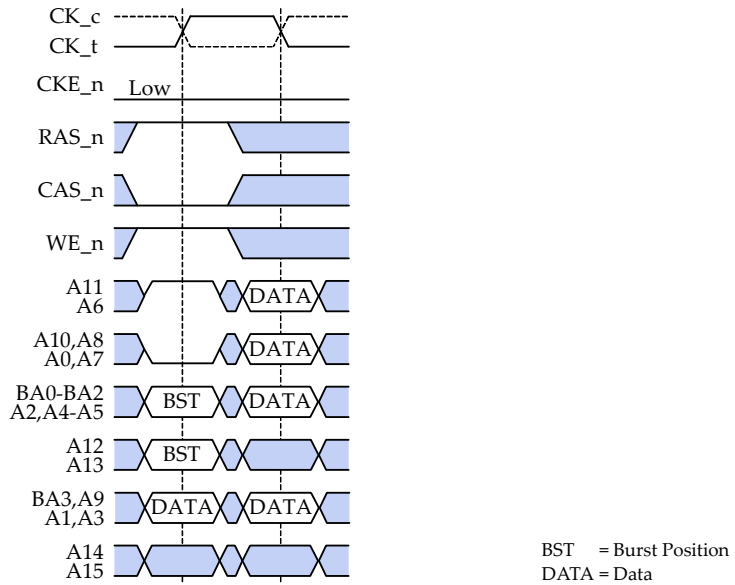 CK_c
CK_t
CKE_n Low
RAS_n
CAS_n
WE_n
A11
A6
DATA
A10,A8
A0,A7
DATA
BA0-BA2
A2,A4-A5
BST DATA
A12
A13
BST
BA3,A9
A1,A3
DATA DATA
A14
A15
BST = Burst Position
DATA = Data